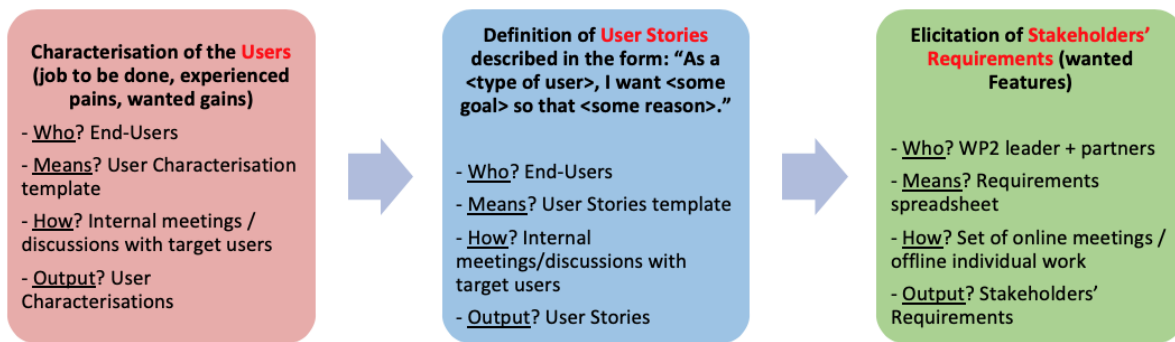 Characterisation of the Users
(job to be done, experienced
pains, wanted gains)
- Who? End-Users
- Means? User Characterisation
template
- How? Internal meetings /
discussions with target users
- Output? User
Characterisations
Definition of User Stories
described in the form: “As a
<type of user>, I want <some
goal> so that <some reason>.”
- Who? End-Users
- Means? User Stories template
- How? Internal
meetings/discussions with
target users
- Output? User Stories
Elicitation of Stakeholders’
Requirements (wanted
Features)
- Who? WP2 leader + partners
- Means? Requirements
spreadsheet
- How? Set of online meetings /
offline individual work
- Output? Stakeholders’
Requirements